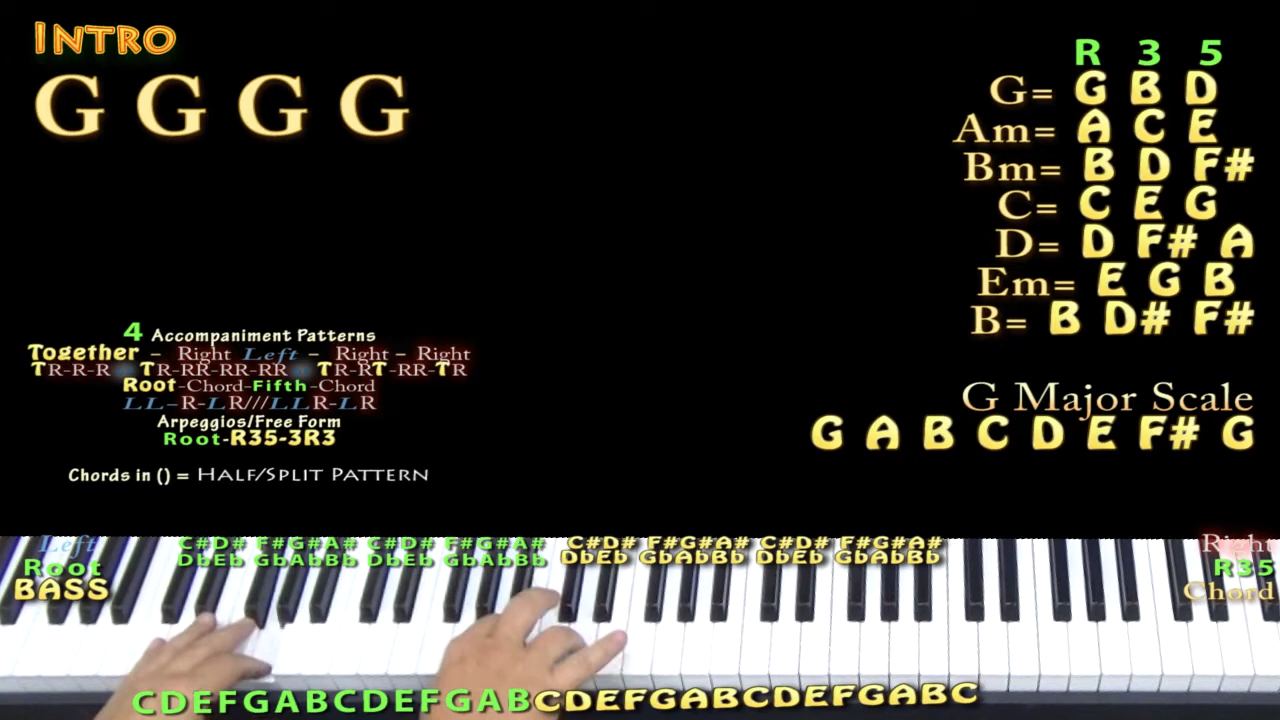 INTRO
G G G G
R 3 5
G= G B D
Am= A C E
Bm= B D F#
C= C E G
D= D F# A
Em= E G B
B= B D# F#
4 Accompaniment Patterns
Together - Right Left - Right - Right
TR-R-R TR-RR-RR-RR TR-RT-RR-TR
Root-Chord-Fifth-Chord
LL-R-LR///LLR-LR
Arpeggios/Free Form
Root-R35-3R3
Chords in () = HALF/SPLIT PATTERN
G Major Scale
G A B C D E F# G
Left
Root
BASS
C#D# F#G#A# C#D# F#G#A# C#D# F#G#A# C#D# F#G#A#
DbEb GbAbBb DbEb GbAbBb DbEb GbAbBb DbEb GbAbBb
Right
R35
Chord
CDEFGABCDEFGABCDEFGABCDEFGABC